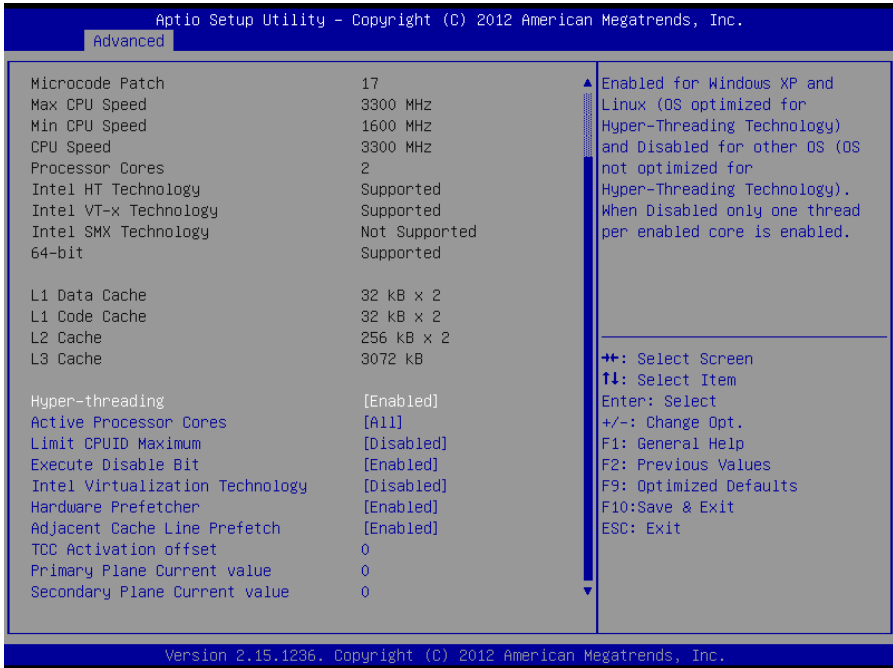 Aptio Setup Utility – Copyright (C) 2012 American Megatrends, Inc.
Advanced
Microcode Patch 17
Max CPU Speed 3300 MHz
Min CPU Speed 1600 MHz
CPU Speed 3300 MHz
Processor Cores 2
Intel HT Technology Supported
Intel VT-x Technology Supported
Intel SMX Technology Not Supported
64-bit Supported
L1 Data Cache 32 kB x 2
L1 Code Cache 32 kB x 2
L2 Cache 256 kB x 2
L3 Cache 3072 kB
Hyper-threading [Enabled]
Active Processor Cores [All]
Limit CPUID Maximum [Disabled]
Execute Disable Bit [Enabled]
Intel Virtualization Technology [Disabled]
Hardware Prefetcher [Enabled]
Adjacent Cache Line Prefetch [Enabled]
TCC Activation offset 0
Primary Plane Current value 0
Secondary Plane Current value 0
Enabled for Windows XP and
Linux (OS optimized for
Hyper-Threading Technology)
and Disabled for other OS (OS
not optimized for
Hyper-Threading Technology).
When Disabled only one thread
per enabled core is enabled.
→←: Select Screen
↑↓: Select Item
Enter: Select
+/-: Change Opt.
F1: General Help
F2: Previous Values
F9: Optimized Defaults
F10:Save & Exit
ESC: Exit
Version 2.15.1236. Copyright (C) 2012 American Megatrends, Inc.